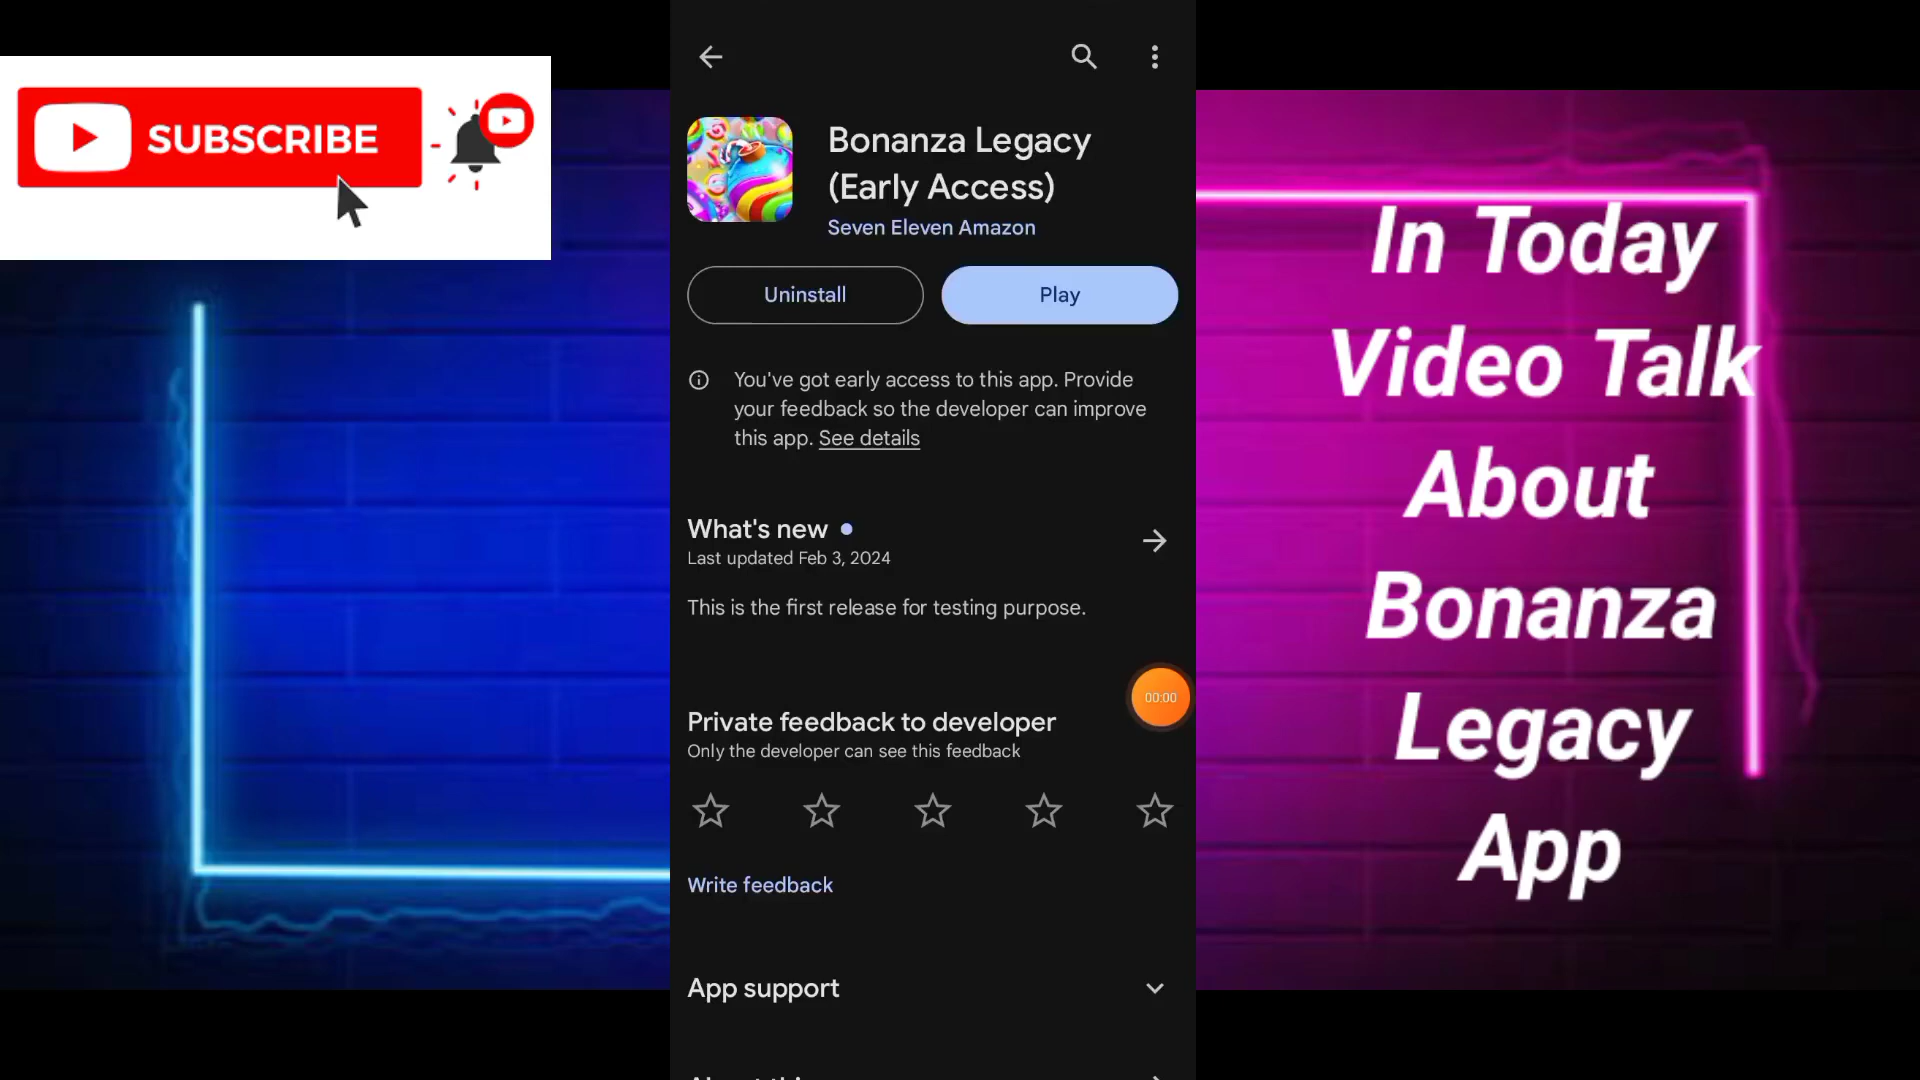 SUBSCRIBE
Bonanza Legacy
(Early Access)
Seven Eleven Amazon
Uninstall
Play
You've got early access to this app. Provide
your feedback so the developer can improve
this app. See details
What's new
Last updated Feb 3, 2024
This is the first release for testing purpose.
00:00
Private feedback to developer
Only the developer can see this feedback
Write feedback
App support
In Today
Video Talk
About
Bonanza
Legacy
App